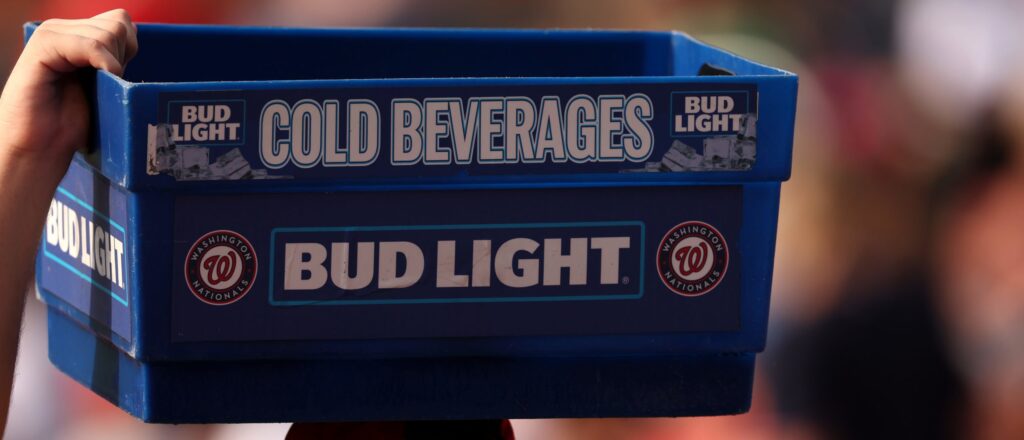 BUD
LIGHT
COLD BEVERAGES
BUD
LIGHT
BUD LIGHT
WASHINGTON
W
NATIONALS
BUD LIGHT®
WASHINGTON
W
NATIONALS